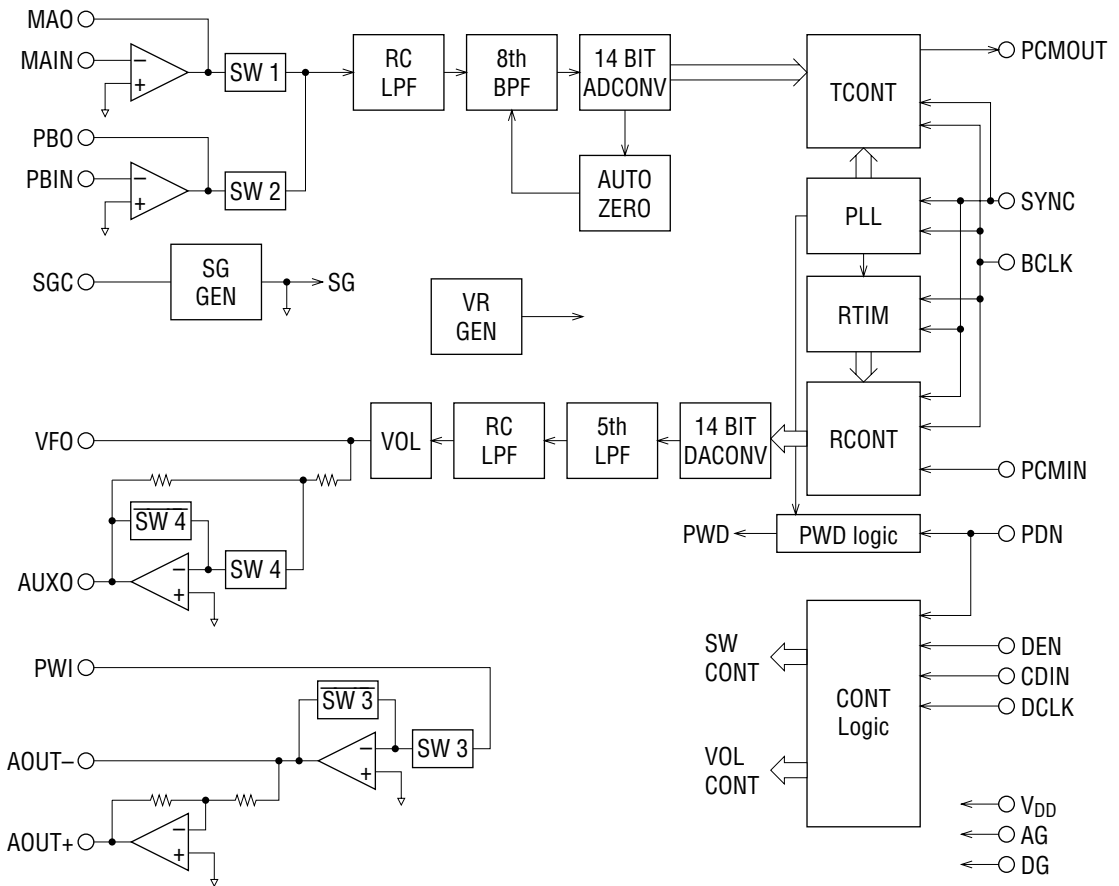 MAO
MAIN
−
+
SW 1
RC
LPF
8th
BPF
14 BIT
ADCONV
TCONT
PCMOUT
PBO
PBIN
−
+
SW 2
AUTO
ZERO
PLL
SYNC
BCLK
SGC
SG
GEN
SG
VR
GEN
RTIM
VFO
VOL
RC
LPF
5th
LPF
14 BIT
DACONV
RCONT
PCMIN
SW 4
SW 4
AUXO
−
+
PWD
PWD logic
PDN
PWI
SW 3
SW 3
−
+
AOUT−
AOUT+
−
+
SW
CONT
VOL
CONT
CONT
Logic
DEN
CDIN
DCLK
VDD
AG
DG